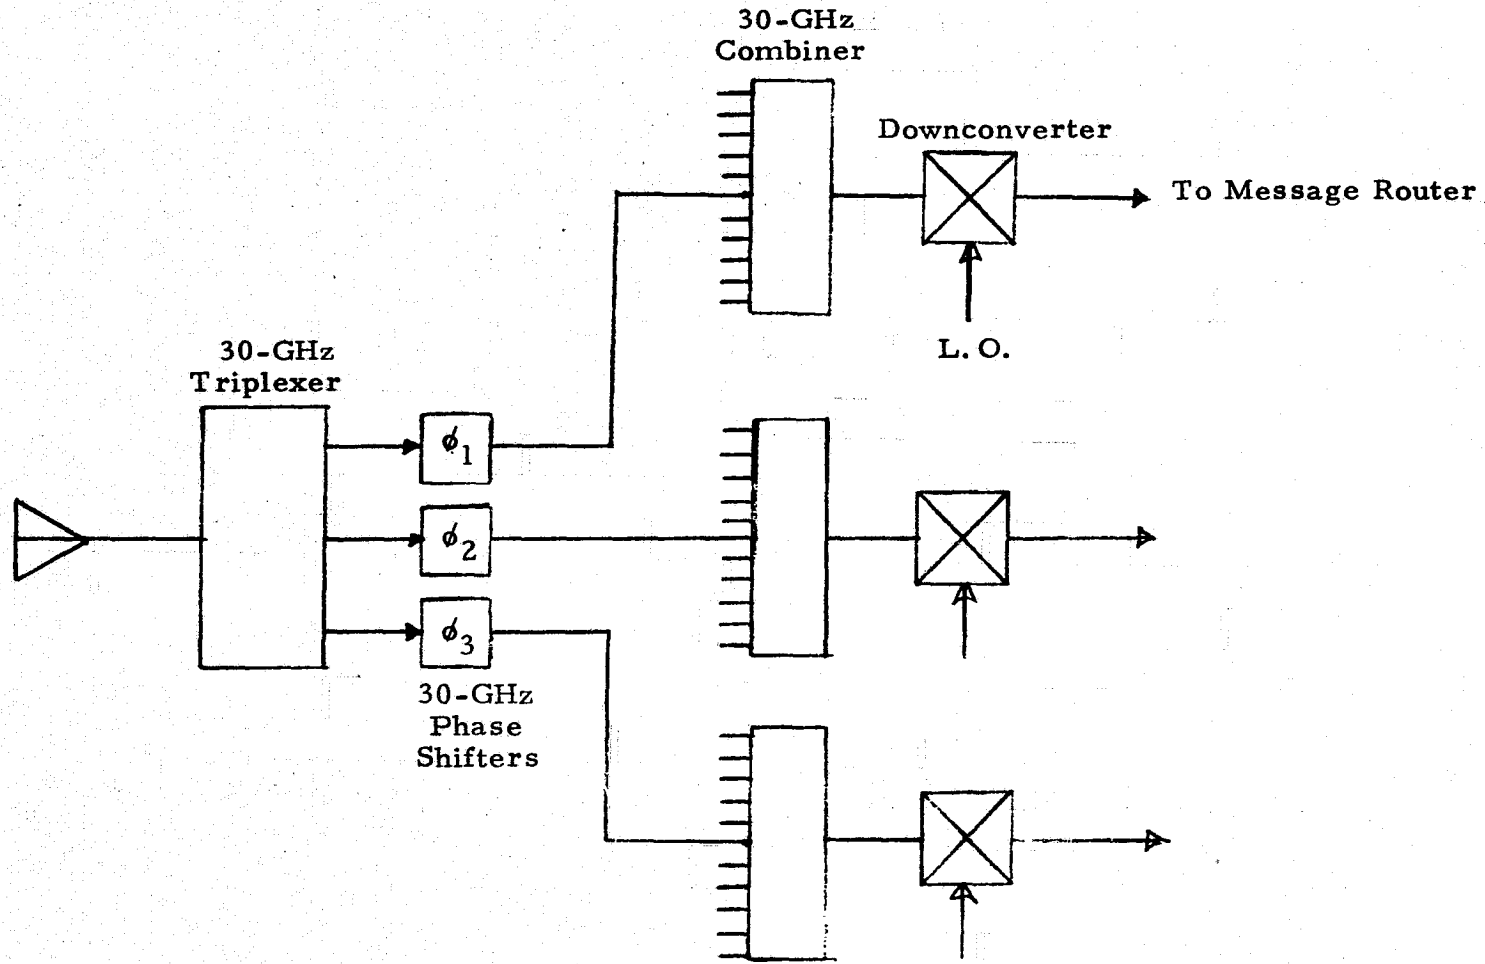 30-GHz
Combiner
Downconverter
To Message Router
L. O.
30-GHz
Triplexer
ϕ1
ϕ2
ϕ3
30-GHz
Phase
Shifters